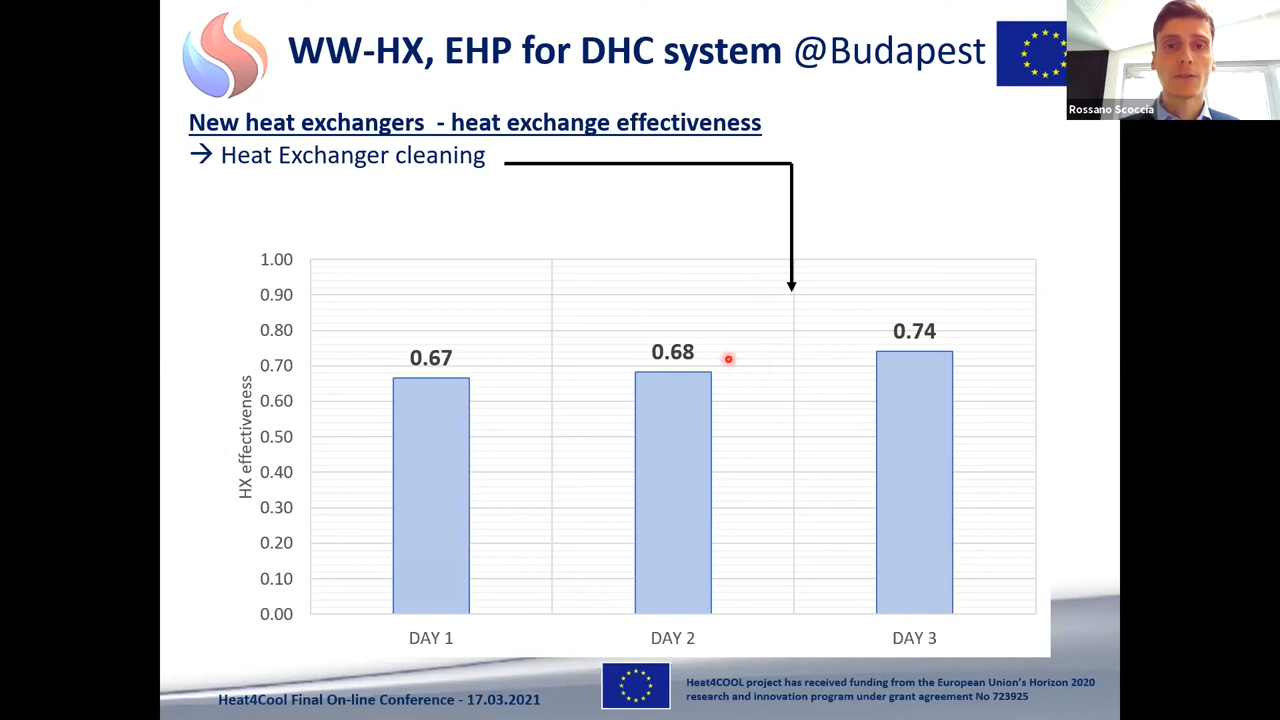 WW-HX, EHP for DHC system @Budapest
Rossano Scoccia
New heat exchangers - heat exchange effectiveness
→ Heat Exchanger cleaning
1.00
0.90
0.80
0.70
0.60
0.50
0.40
0.30
0.20
0.10
0.00
HX effectiveness
0.67
0.68
0.74
DAY 1
DAY 2
DAY 3
Heat4Cool Final On-line Conference - 17.03.2021
Heat4COOL project has received funding from the European Union's Horizon 2020
research and innovation program under grant agreement No 723925